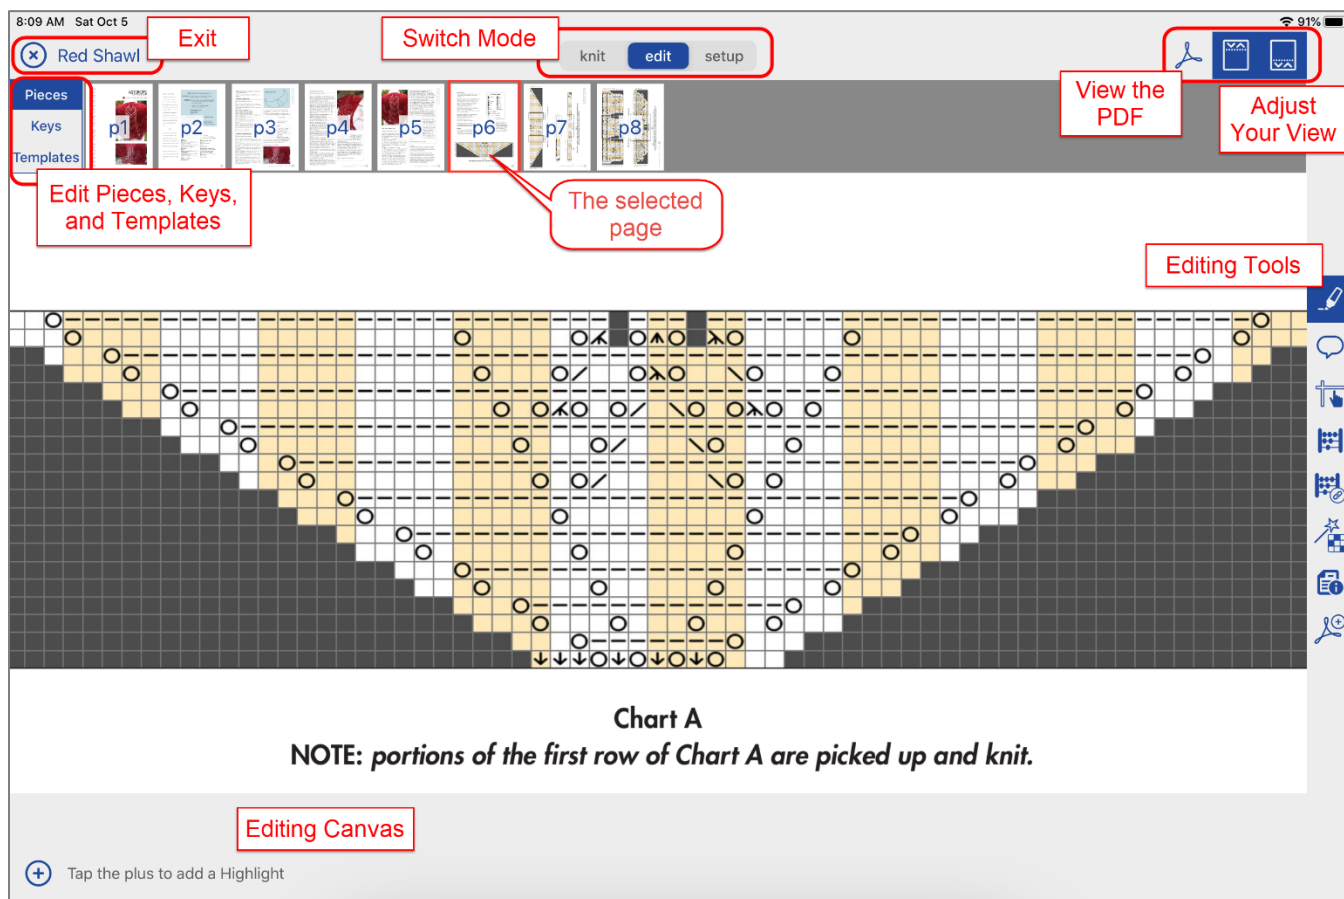 8:09 AM Sat Oct 5
91%
Exit
Switch Mode
Red Shawl
knit
edit
setup
View the
PDF
Adjust
Your View
Pieces
Keys
Templates
p1
p2
p3
p4
p5
p6
p7
p8
Edit Pieces, Keys,
and Templates
The selected
page
Editing Tools
Chart A
NOTE: portions of the first row of Chart A are picked up and knit.
Editing Canvas
Tap the plus to add a Highlight